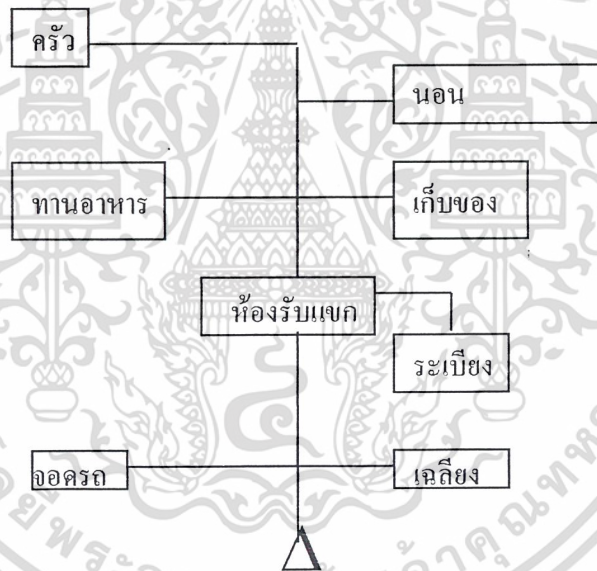 ครัว
นอน
ทานอาหาร
เก็บของ
ห้องรับแขก
ระเบียง
จอดรถ
เฉลียง